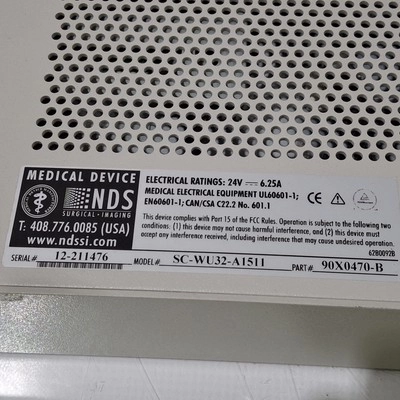 MEDICAL DEVICE
NDS
SURGICAL · IMAGING
T: 408.776.0085 (USA)
www.ndssi.com
ELECTRICAL RATINGS: 24V ⎓ 6.25A
MEDICAL ELECTRICAL EQUIPMENT UL60601-1;
EN60601-1; CAN/CSA C22.2 No. 601.1
CE
This device complies with Part 15 of the FCC Rules. Operation is subject to the following two
conditions: (1) this device may not cause harmful interference, and (2) this device must
accept any interference received, including interference that may cause undesired operation.
62B0092B
SERIAL# 12-211476 MODEL# SC-WU32-A1511 PART# 90X0470-B